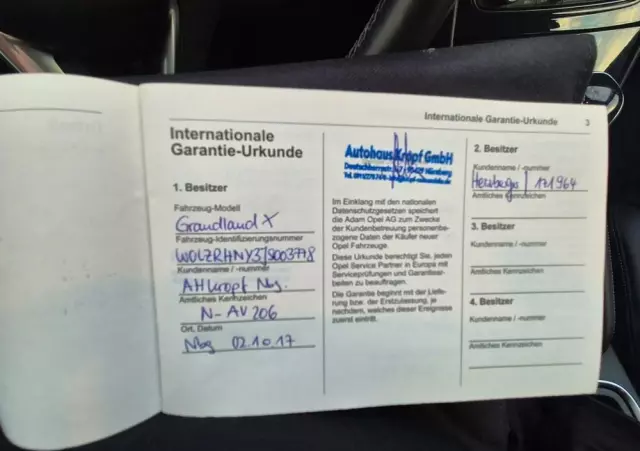 Internationale Garantie-Urkunde 3
Internationale
Garantie-Urkunde
1. Besitzer
Fahrzeug-Modell
Grandland X
Fahrzeug-Identifizierungsnummer
Kundenname / -nummer
AH Kropf Nbg.
Amtliches Kennzeichen
N-AV 206
Ort, Datum
Nbg 02.10.17
Autohaus Kropf GmbH
Im Einklang mit den nationalen
Datenschutzgesetzen speichert
die Adam Opel AG zum Zwecke
der Kundenbetreuung personenbe-
zogene Daten der Käufer neuer
Opel Fahrzeuge.
Diese Urkunde berechtigt Sie, jeden
Opel Service Partner in Europa mit
Serviceprüfungen und Garantiear-
beiten zu beauftragen.
Die Garantie beginnt mit der Liefe-
rung bzw. der Erstzulassung, je
nachdem, welches dieser Ereignisse
zuerst eintritt.
2. Besitzer
Kundenname / -nummer
171964
Amtliches Kennzeichen
3. Besitzer
Kundenname / -nummer
Amtliches Kennzeichen
4. Besitzer
Kundenname / -nummer
Amtliches Kennzeichen